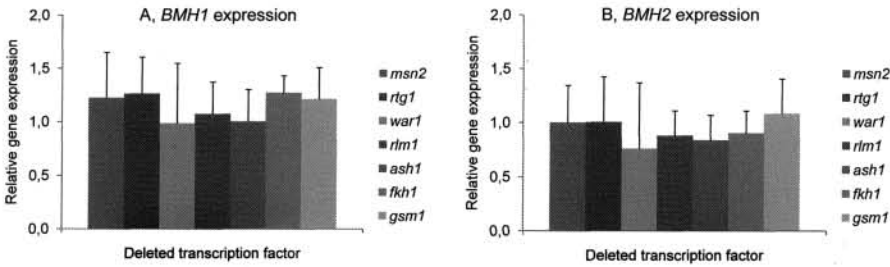 A, BMH1 expression
Relative gene expression
2,0
1,5
1,0
0,5
0,0
Deleted transcription factor
msn2
rtg1
war1
rlm1
ash1
fkh1
gsm1
B, BMH2 expression
Relative gene exppression
2,0
1,5
1,0
0,5
0,0
Deleted transcription factor
msn2
rtg1
war1
rlm1
ash1
fkh1
gsm1